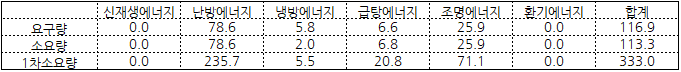 신재생에너지 난방에너지 냉방에너지 급탕에너지 조명에너지 환기에너지 합계
요구량 0.0 78.6 5.8 6.6 25.9 0.0 116.9
소요량 0.0 78.6 2.0 6.8 25.9 0.0 113.3
1차소요량 0.0 235.7 5.5 20.8 71.1 0.0 333.0